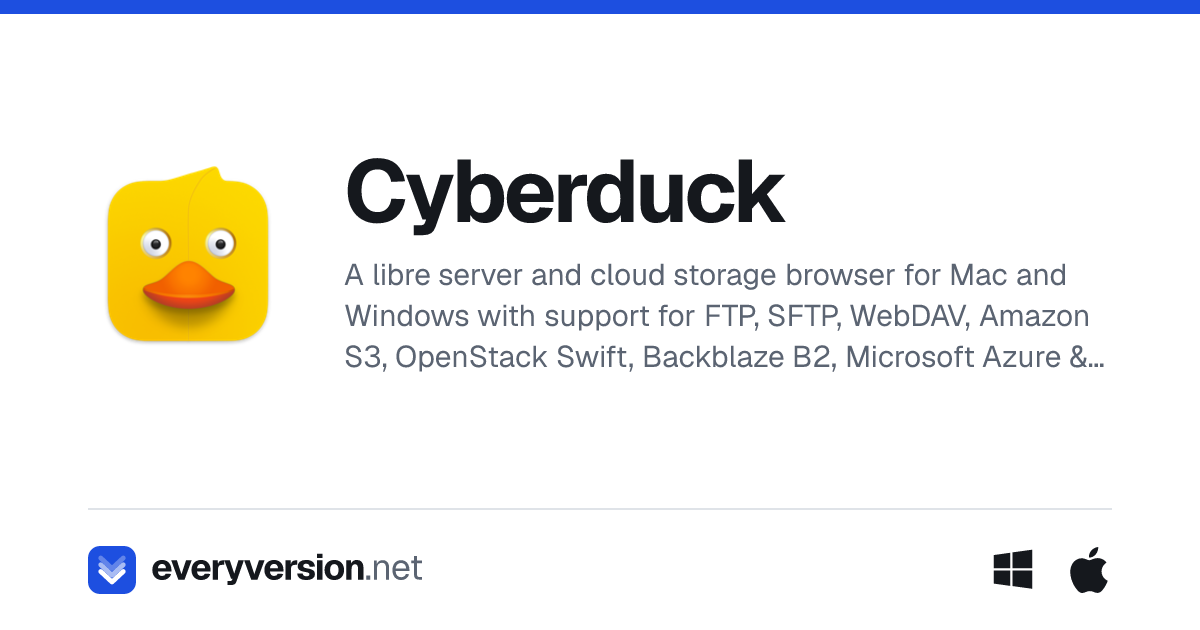 Cyberduck
A libre server and cloud storage browser for Mac and
Windows with support for FTP, SFTP, WebDAV, Amazon
S3, OpenStack Swift, Backblaze B2, Microsoft Azure &...
everyversion.net